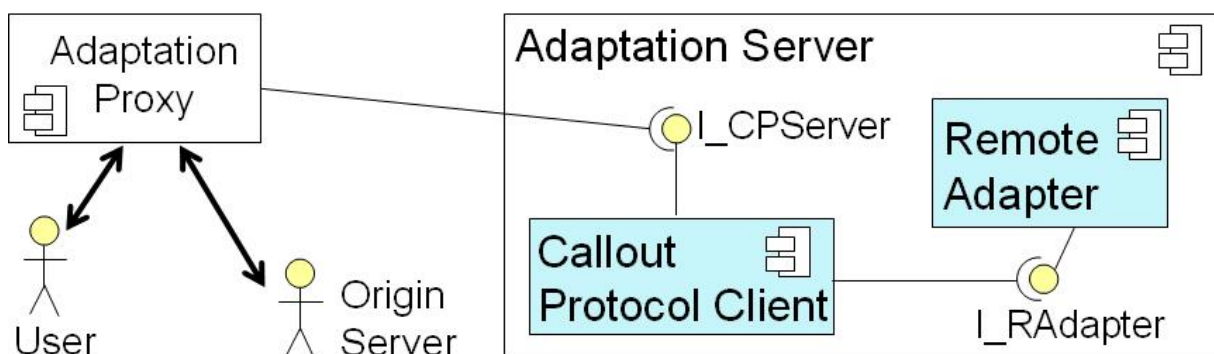 Adaptation
Proxy
User
Origin
Server
Adaptation Server
I_CPServer
Remote
Adapter
Callout
Protocol Client
I_RAdapter